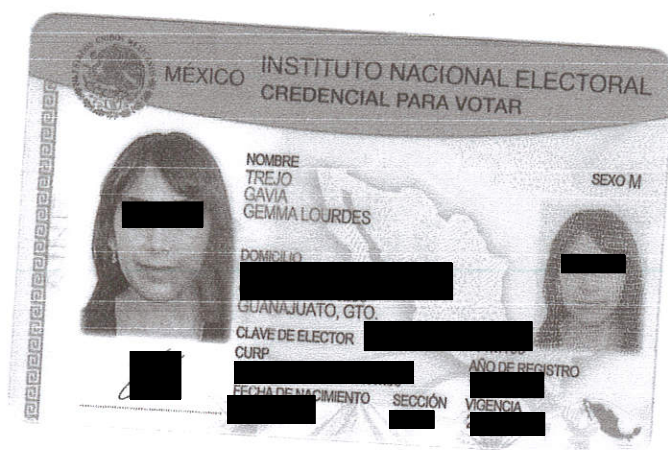 MÉXICO
INSTITUTO NACIONAL ELECTORAL
CREDENCIAL PARA VOTAR
NOMBRE
TREJO
GAVIA
GEMMA LOURDES
SEXO M
DOMICILIO
GUANAJUATO, GTO.
CLAVE DE ELECTOR
CURP
AÑO DE REGISTRO
FECHA DE NACIMIENTO
SECCIÓN
VIGENCIA